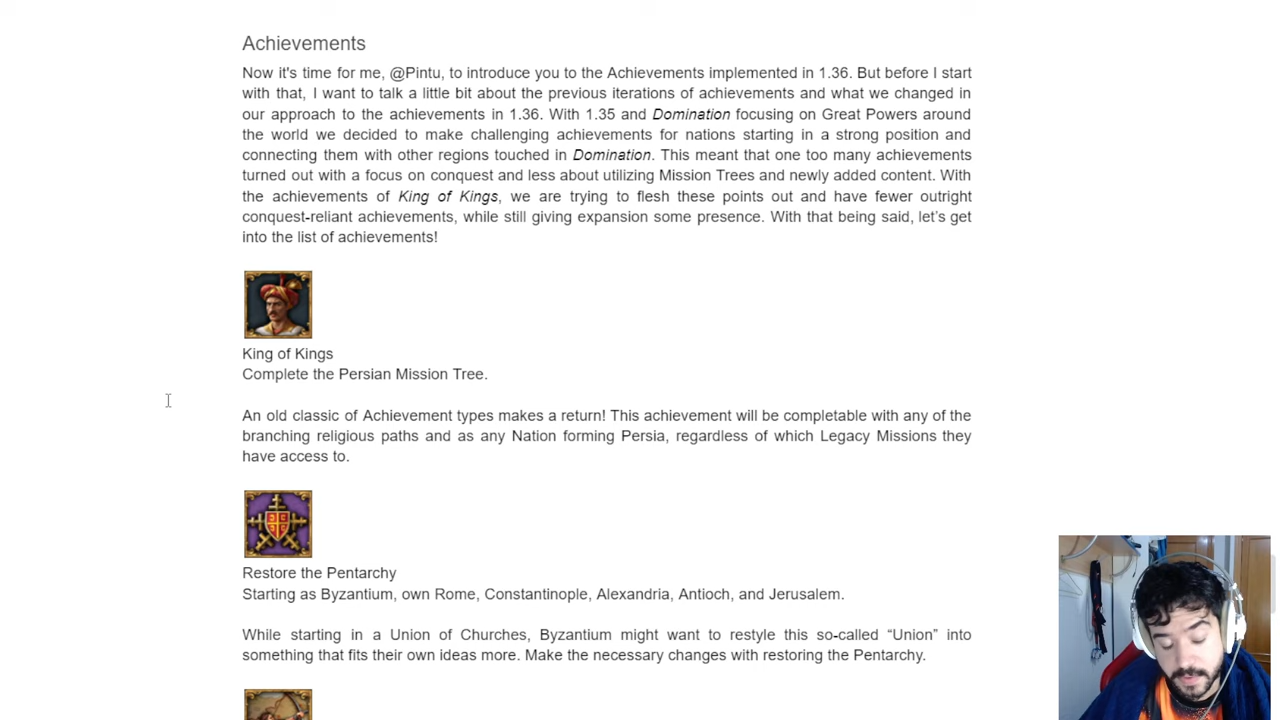 Achievements
Now it's time for me, @Pintu, to introduce you to the Achievements implemented in 1.36. But before I start
with that, I want to talk a little bit about the previous iterations of achievements and what we changed in
our approach to the achievements in 1.36. With 1.35 and Domination focusing on Great Powers around
the world we decided to make challenging achievements for nations starting in a strong position and
connecting them with other regions touched in Domination. This meant that one too many achievements
turned out with a focus on conquest and less about utilizing Mission Trees and newly added content. With
the achievements of King of Kings, we are trying to flesh these points out and have fewer outright
conquest-reliant achievements, while still giving expansion some presence. With that being said, let's get
into the list of achievements!
King of Kings
Complete the Persian Mission Tree.
An old classic of Achievement types makes a return! This achievement will be completable with any of the
branching religious paths and as any Nation forming Persia, regardless of which Legacy Missions they
have access to.
Restore the Pentarchy
Starting as Byzantium, own Rome, Constantinople, Alexandria, Antioch, and Jerusalem.
While starting in a Union of Churches, Byzantium might want to restyle this so-called “Union” into
something that fits their own ideas more. Make the necessary changes with restoring the Pentarchy.